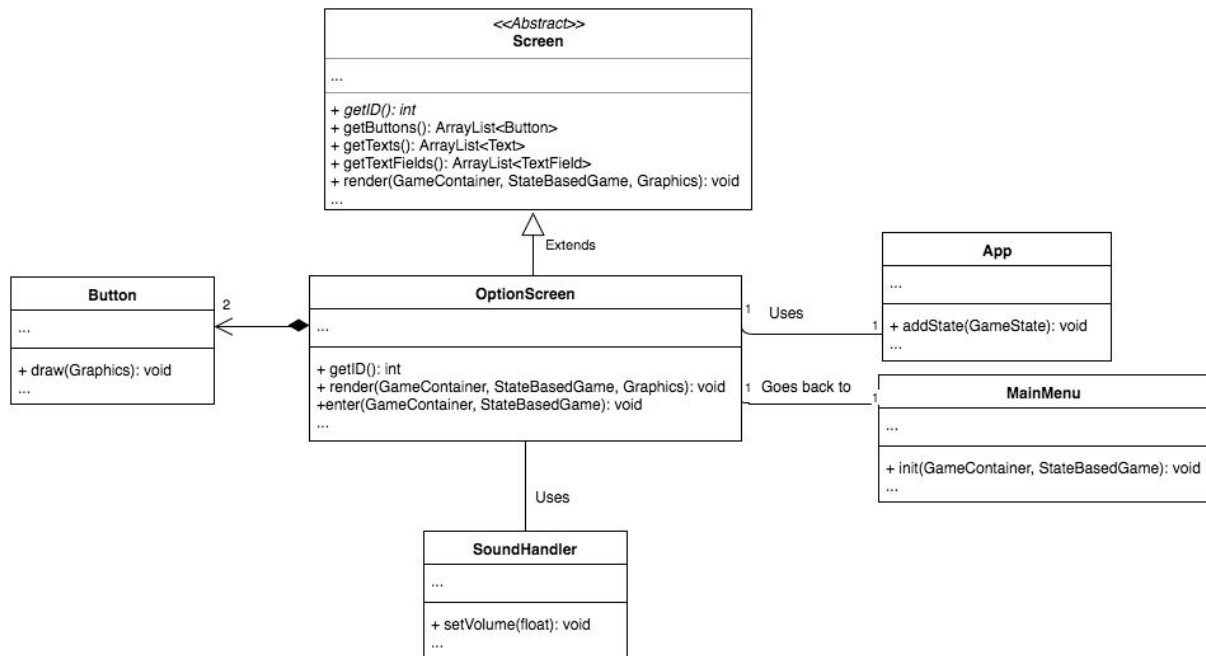 <<Abstract>>
Screen
...
+ getID(): int
+ getButtons(): ArrayList<Button>
+ getTexts(): ArrayList<Text>
+ getTextFields(): ArrayList<TextField>
+ render(GameContainer, StateBasedGame, Graphics): void
...
Extends
Button
...
+ draw(Graphics): void
...
2
OptionScreen
...
+ getID(): int
+ render(GameContainer, StateBasedGame, Graphics): void
+enter(GameContainer, StateBasedGame): void
...
1
Uses
1
App
...
+ addState(GameState): void
...
1
Goes back to
1
MainMenu
...
+ init(GameContainer, StateBasedGame): void
...
Uses
SoundHandler
...
+ setVolume(float): void
...